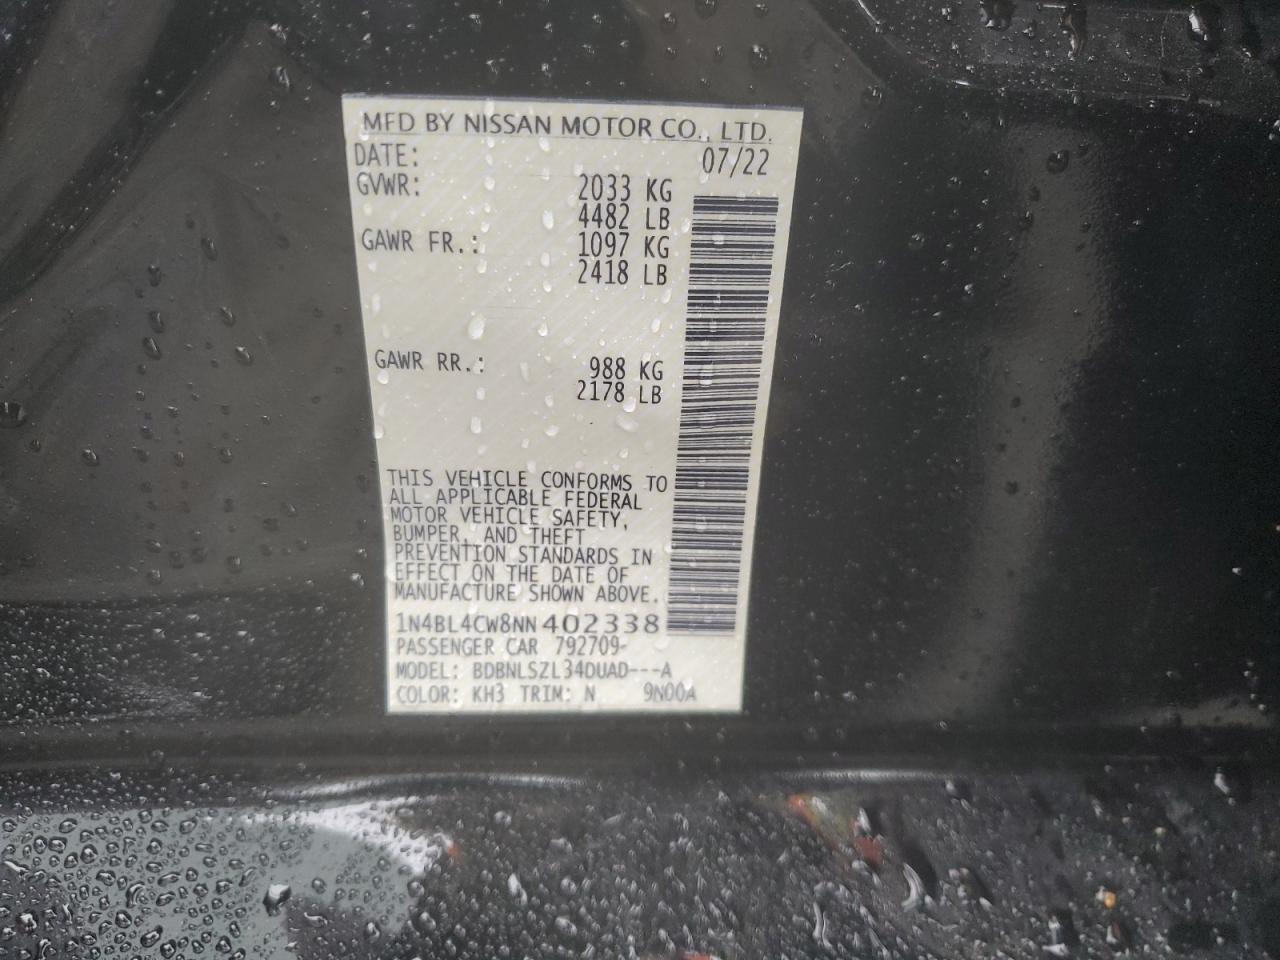 MFD BY NISSAN MOTOR CO., LTD.
DATE: 07/22
GVWR: 2033 KG
4482 LB
GAWR FR.: 1097 KG
2418 LB
GAWR RR.: 988 KG
2178 LB
THIS VEHICLE CONFORMS TO
ALL APPLICABLE FEDERAL
MOTOR VEHICLE SAFETY,
BUMPER, AND THEFT
PREVENTION STANDARDS IN
EFFECT ON THE DATE OF
MANUFACTURE SHOWN ABOVE.
1N4BL4CW8NN402338
PASSENGER CAR 792709-
MODEL: BDBNLSZL34DUAD---A
COLOR: KH3 TRIM: N 9N00A